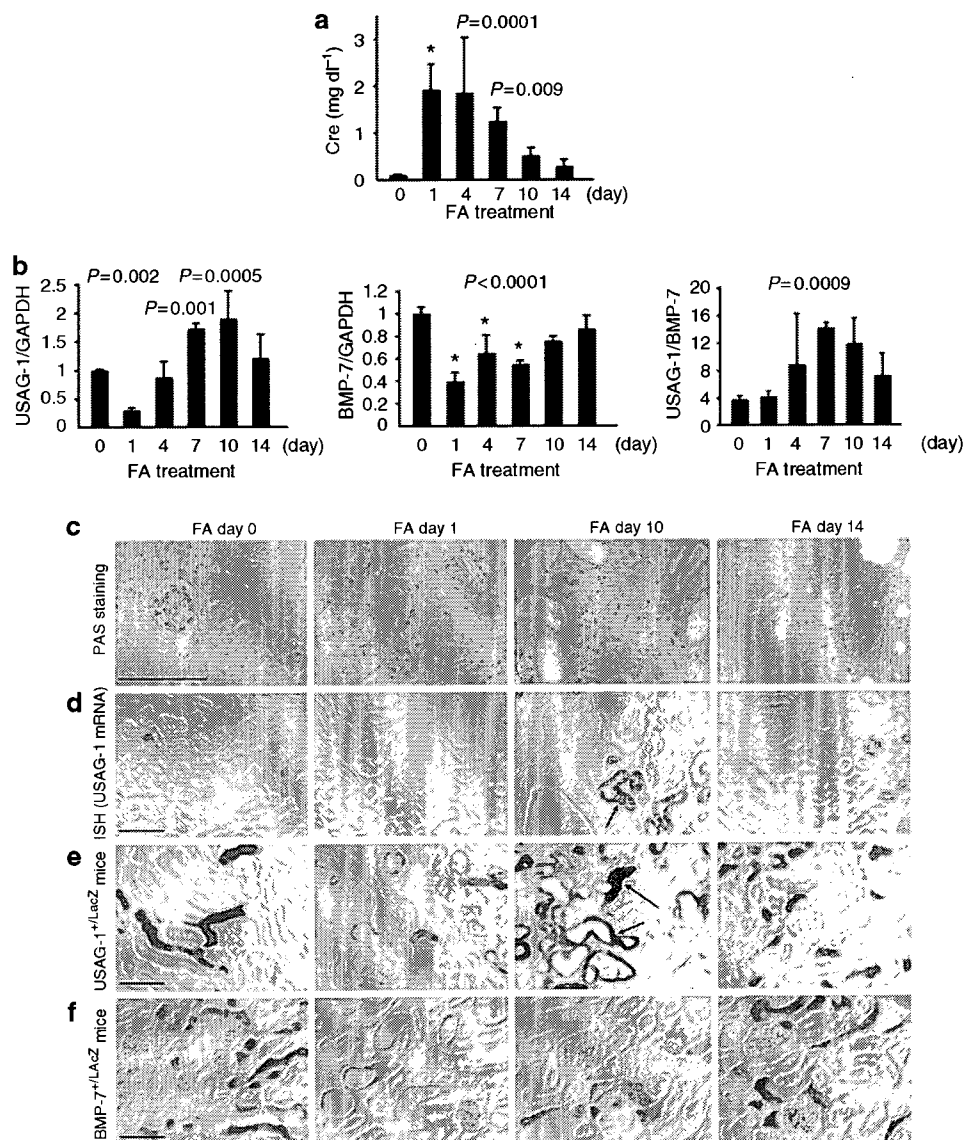 a
P=0.0001
*
P=0.009
Cre (mg dl⁻¹)
3
2
1
0
0 1 4 7 10 14 (day)
FA treatment
b
P=0.002 P=0.0005
P=0.001
USAG-1/GAPDH
2.5
2
1.5
1
0.5
0
0 1 4 7 10 14 (day)
FA treatment
P<0.0001
* * *
BMP-7/GAPDH
1.2
1
0.8
0.6
0.4
0.2
0
0 1 4 7 10 14 (day)
FA treatment
P=0.0009
USAG-1/BMP-7
20
16
12
8
4
0
0 1 4 7 10 14 (day)
FA treatment
c
FA day 0 FA day 1 FA day 10 FA day 14
PAS staining
d
ISH (USAG-1 mRNA)
e
USAG-1⁺/LacZ mice
f
BMP-7⁺/LacZ mice